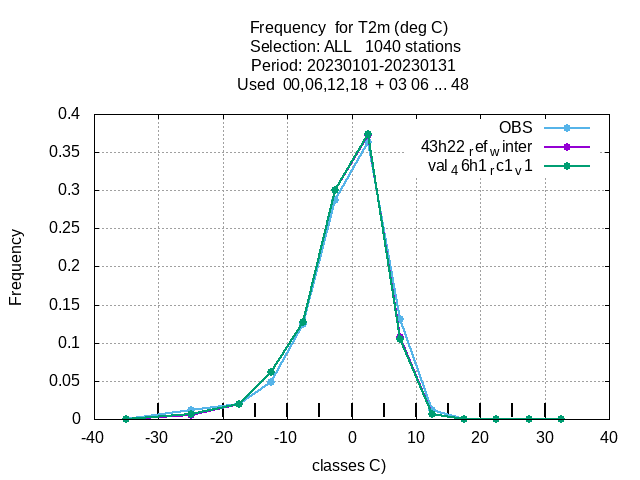 Frequency  for T2m (deg C)
Selection: ALL   1040 stations
Period: 20230101-20230131
Used  00,06,12,18  + 03 06 ... 48
0.4
0.35
0.3
0.25
0.2
0.15
0.1
0.05
0
Frequency
OBS
43h22refwinter
val46h1rc1v1
-40 -30 -20 -10 0 10 20 30 40
classes C)